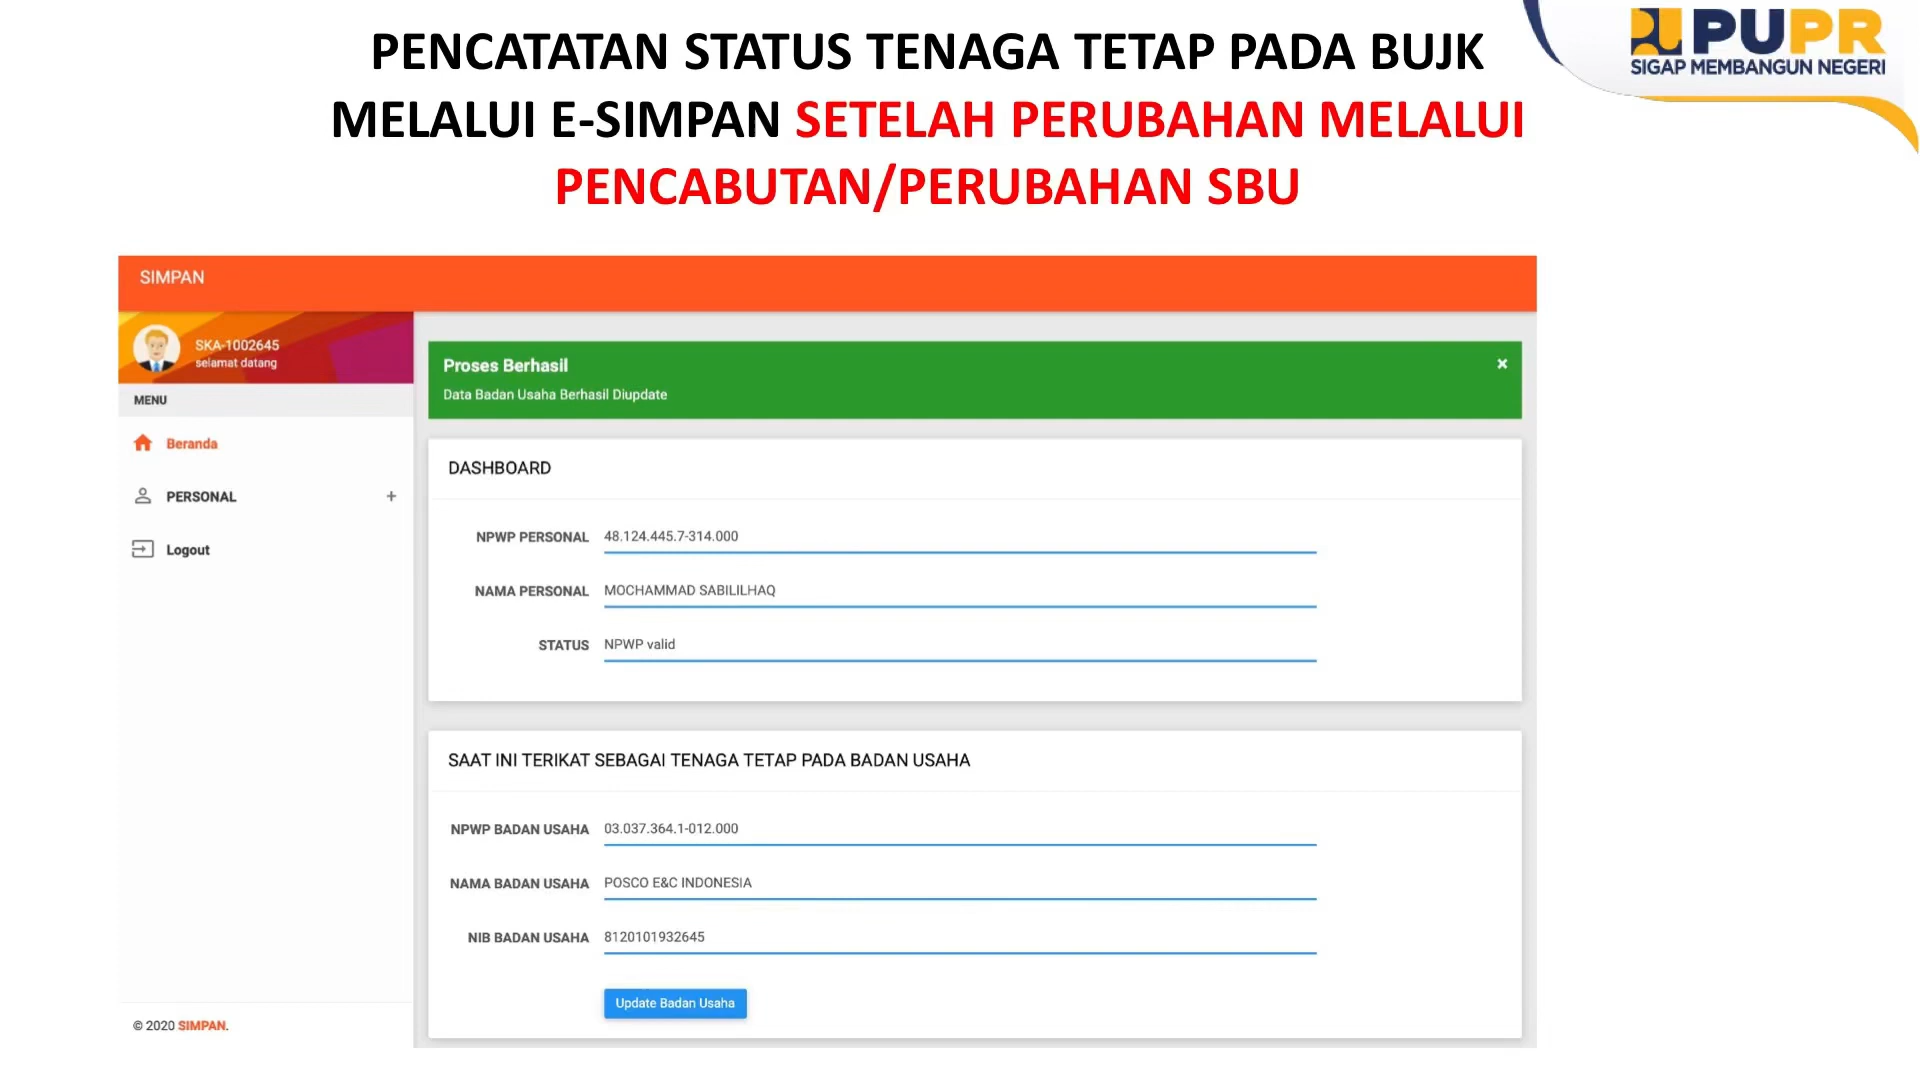 PENCATATAN STATUS TENAGA TETAP PADA BUJK
MELALUI E-SIMPAN SETELAH PERUBAHAN MELALUI
PENCABUTAN/PERUBAHAN SBU
PUPR
SIGAP MEMBANGUN NEGERI
SIMPAN
SKA-1002645
selamat datang
MENU
Beranda
PERSONAL +
Logout
© 2020 SIMPAN.
Proses Berhasil ×
Data Badan Usaha Berhasil Diupdate
DASHBOARD
NPWP PERSONAL 48.124.445.7-314.000
NAMA PERSONAL MOCHAMMAD SABILILHAQ
STATUS NPWP valid
SAAT INI TERIKAT SEBAGAI TENAGA TETAP PADA BADAN USAHA
NPWP BADAN USAHA 03.037.364.1-012.000
NAMA BADAN USAHA POSCO E&C INDONESIA
NIB BADAN USAHA 8120101932645
Update Badan Usaha